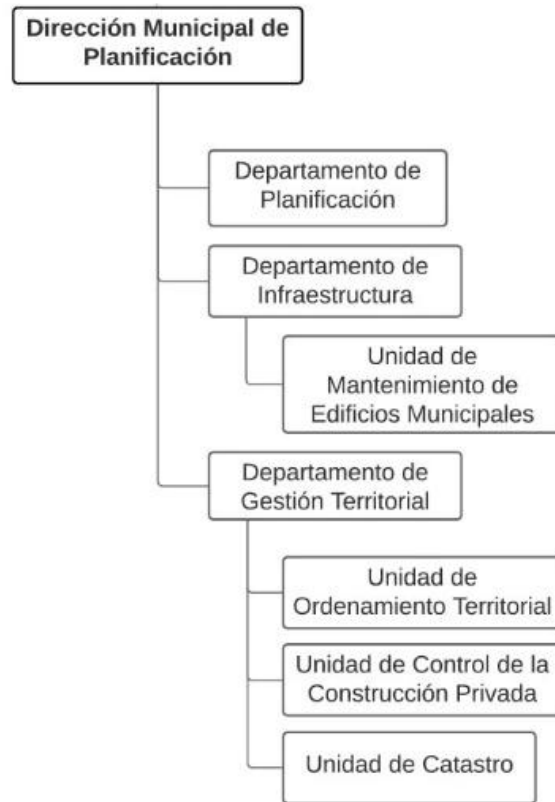 Dirección Municipal de
Planificación
Departamento de
Planificación
Departamento de
Infraestructura
Unidad de
Mantenimiento de
Edificios Municipales
Departamento de
Gestión Territorial
Unidad de
Ordenamiento Territorial
Unidad de Control de la
Construcción Privada
Unidad de Catastro